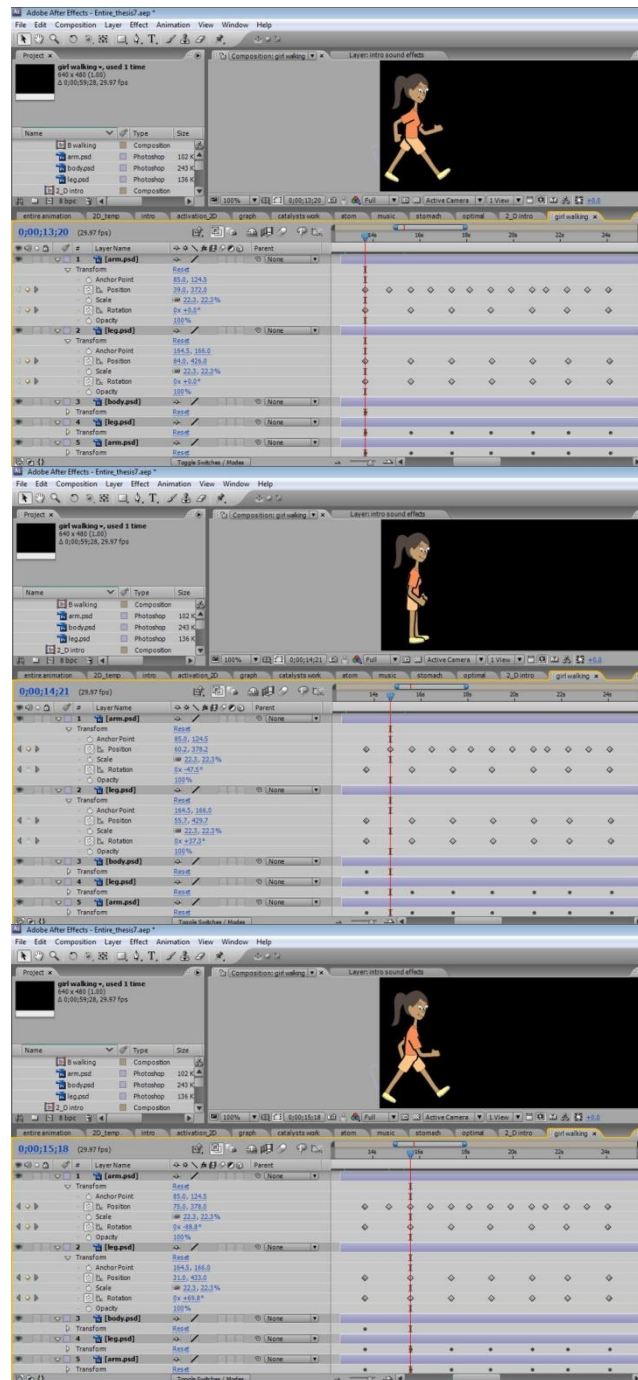 Adobe After Effects - Entire_thesis7.aep *
File Edit Composition Layer Effect Animation View Window Help
Project × Composition: girl walking Layer: intro sound effects
girl walking, used 1 time
640 x 480 (1.00)
Δ 0;00;59;28, 29.97 fps
Name Type Size
B walking Composition
arm.psd Photoshop 102 K
body.psd Photoshop 243 K
leg.psd Photoshop 136 K
2_D intro Composition
8 bpc 100% 0;00;13;20 Full Active Camera 1 View +0.0
entire animation 2D_temp intro activation_2D graph catalysts work atom music stomach optimal 2_D intro girl walking ×
0;00;13;20 (29.97 fps) 14s 16s 18s 20s 22s 24s
# Layer Name Parent
1 [arm.psd] None
Transform Reset
Anchor Point 85.0, 124.5
Position 39.0, 372.0
Scale 22.3, 22.3%
Rotation 0x +0.0°
Opacity 100%
2 [leg.psd] None
Transform Reset
Anchor Point 164.5, 166.0
Position 64.0, 426.0
Scale 22.3, 22.3%
Rotation 0x +0.0°
Opacity 100%
3 [body.psd] None
Transform Reset
4 [leg.psd] None
Transform Reset
5 [arm.psd] None
Transform Reset
Toggle Switches / Modes
Adobe After Effects - Entire_thesis7.aep *
File Edit Composition Layer Effect Animation View Window Help
Project × Composition: girl walking Layer: intro sound effects
girl walking, used 1 time
640 x 480 (1.00)
Δ 0;00;59;28, 29.97 fps
Name Type Size
B walking Composition
arm.psd Photoshop 102 K
body.psd Photoshop 243 K
leg.psd Photoshop 136 K
2_D intro Composition
8 bpc 100% 0;00;14;21 Full Active Camera 1 View +0.0
entire animation 2D_temp intro activation_2D graph catalysts work atom music stomach optimal 2_D intro girl walking ×
0;00;14;21 (29.97 fps) 14s 16s 18s 20s 22s 24s
# Layer Name Parent
1 [arm.psd] None
Transform Reset
Anchor Point 85.0, 124.5
Position 60.2, 378.2
Scale 22.3, 22.3%
Rotation 0x -47.5°
Opacity 100%
2 [leg.psd] None
Transform Reset
Anchor Point 164.5, 166.0
Position 55.7, 429.7
Scale 22.3, 22.3%
Rotation 0x +37.3°
Opacity 100%
3 [body.psd] None
Transform Reset
4 [leg.psd] None
Transform Reset
5 [arm.psd] None
Transform Reset
Toggle Switches / Modes
Adobe After Effects - Entire_thesis7.aep *
File Edit Composition Layer Effect Animation View Window Help
Project × Composition: girl walking Layer: intro sound effects
girl walking, used 1 time
640 x 480 (1.00)
Δ 0;00;59;28, 29.97 fps
Name Type Size
B walking Composition
arm.psd Photoshop 102 K
body.psd Photoshop 243 K
leg.psd Photoshop 136 K
2_D intro Composition
8 bpc 100% 0;00;15;18 Full Active Camera 1 View +0.0
entire animation 2D_temp intro activation_2D graph catalysts work atom music stomach optimal 2_D intro girl walking ×
0;00;15;18 (29.97 fps) 14s 16s 18s 20s 22s 24s
# Layer Name Parent
1 [arm.psd] None
Transform Reset
Anchor Point 85.0, 124.5
Position 75.0, 378.0
Scale 22.3, 22.3%
Rotation 0x -88.8°
Opacity 100%
2 [leg.psd] None
Transform Reset
Anchor Point 164.5, 166.0
Position 31.0, 433.0
Scale 22.3, 22.3%
Rotation 0x +69.8°
Opacity 100%
3 [body.psd] None
Transform Reset
4 [leg.psd] None
Transform Reset
5 [arm.psd] None
Transform Reset
Toggle Switches / Modes